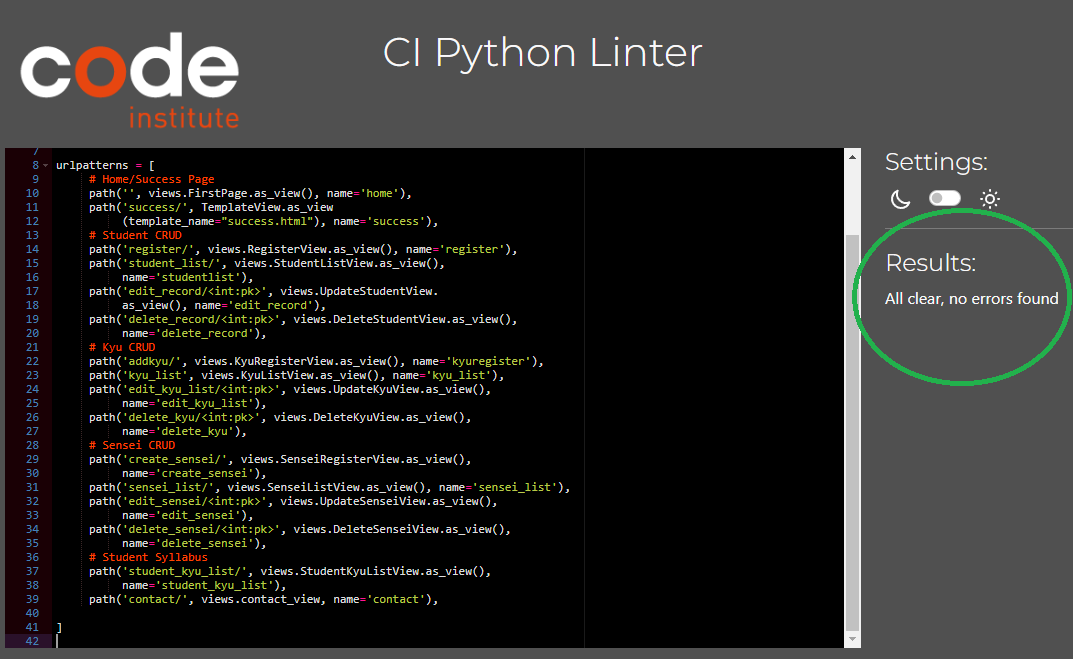 code
institute
CI Python Linter
7
8 urlpatterns = [
9 # Home/Success Page
10 path('', views.FirstPage.as_view(), name='home'),
11 path('success/', TemplateView.as_view
12 (template_name="success.html"), name='success'),
13 # Student CRUD
14 path('register/', views.RegisterView.as_view(), name='register'),
15 path('student_list/', views.StudentListView.as_view(),
16 name='studentlist'),
17 path('edit_record/<int:pk>', views.UpdateStudentView.
18 as_view(), name='edit_record'),
19 path('delete_record/<int:pk>', views.DeleteStudentView.as_view(),
20 name='delete_record'),
21 # Kyu CRUD
22 path('addkyu/', views.KyuRegisterView.as_view(), name='kyuregister'),
23 path('kyu_list', views.KyuListView.as_view(), name='kyu_list'),
24 path('edit_kyu_list/<int:pk>', views.UpdateKyuView.as_view(),
25 name='edit_kyu_list'),
26 path('delete_kyu/<int:pk>', views.DeleteKyuView.as_view(),
27 name='delete_kyu'),
28 # Sensei CRUD
29 path('create_sensei/', views.SenseiRegisterView.as_view(),
30 name='create_sensei'),
31 path('sensei_list/', views.SenseiListView.as_view(), name='sensei_list'),
32 path('edit_sensei/<int:pk>', views.UpdateSenseiView.as_view(),
33 name='edit_sensei'),
34 path('delete_sensei/<int:pk>', views.DeleteSenseiView.as_view(),
35 name='delete_sensei'),
36 # Student Syllabus
37 path('student_kyu_list/', views.StudentKyuListView.as_view(),
38 name='student_kyu_list'),
39 path('contact/', views.contact_view, name='contact'),
40
41 ]
42
Settings:
Results:
All clear, no errors found